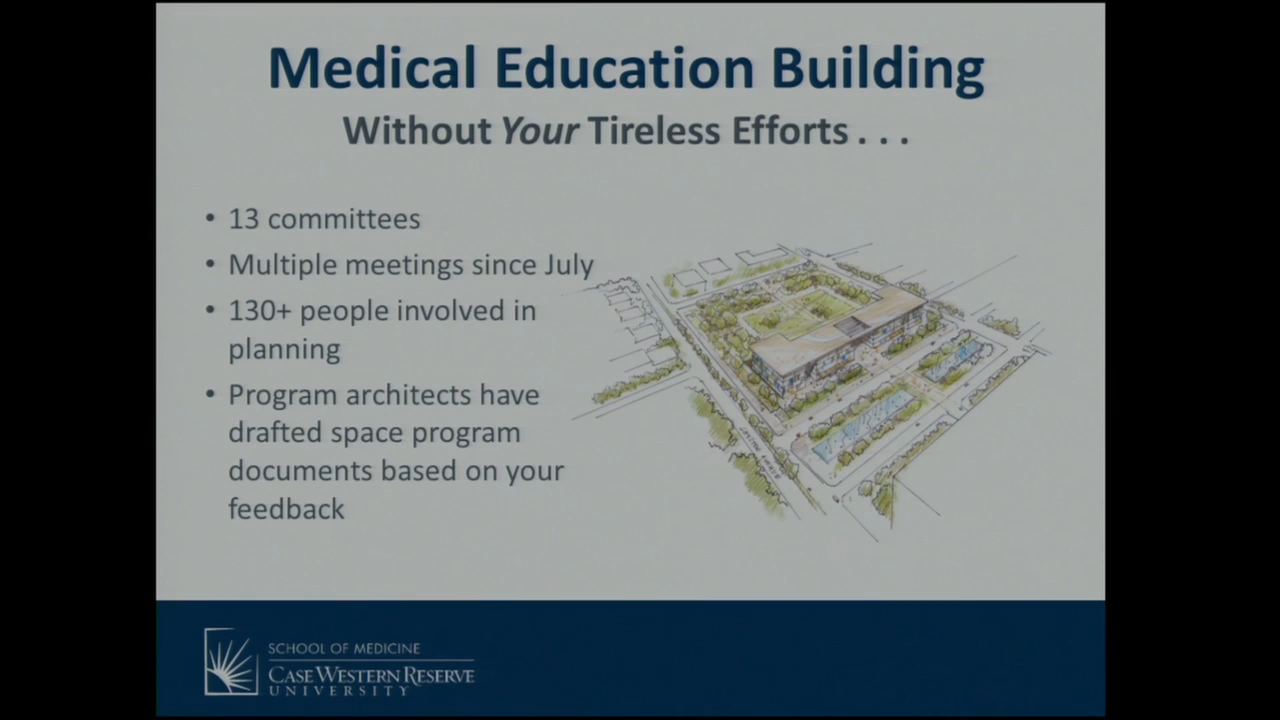 Medical Education Building
Without Your Tireless Efforts . . .
• 13 committees
• Multiple meetings since July
• 130+ people involved in
planning
• Program architects have
drafted space program
documents based on your
feedback
SCHOOL OF MEDICINE
CASE WESTERN RESERVE
UNIVERSITY